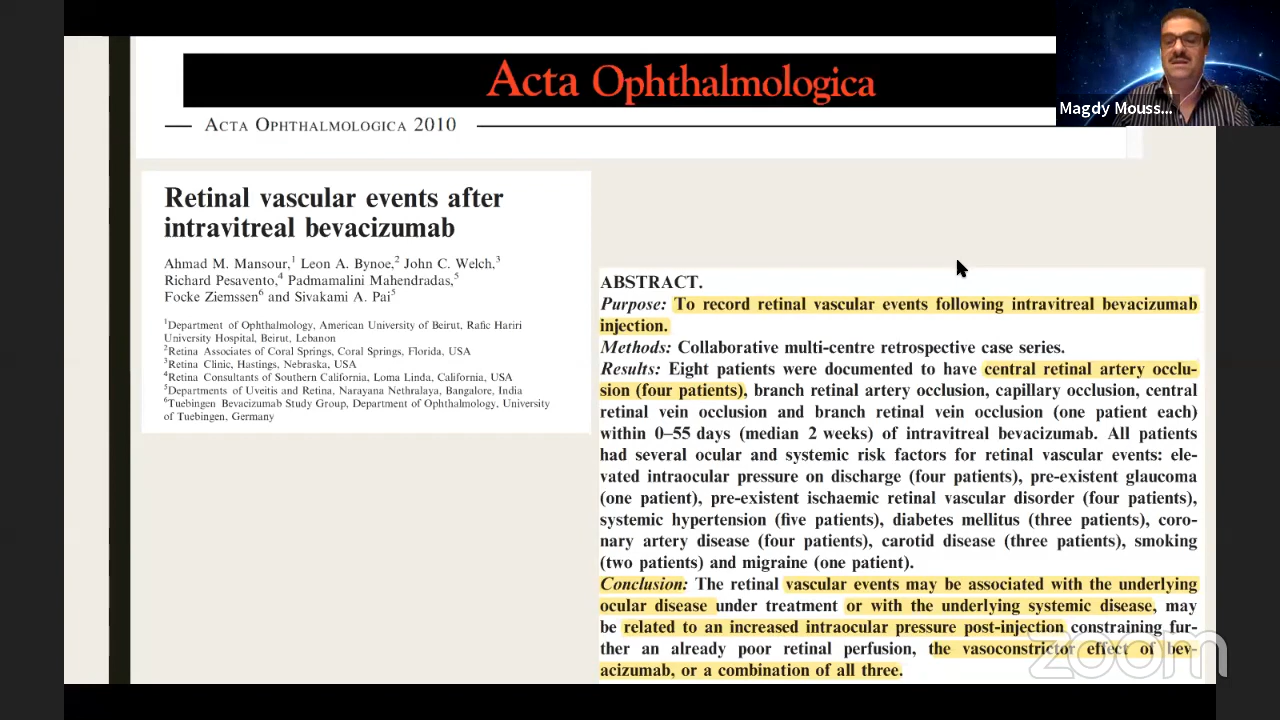 Acta Ophthalmologica
ACTA OPHTHALMOLOGICA 2010
Magdy Mouss...
Retinal vascular events after
intravitreal bevacizumab
Ahmad M. Mansour,1 Leon A. Bynoe,2 John C. Welch,3
Richard Pesavento,4 Padmamalini Mahendradas,5
Focke Ziemssen6 and Sivakami A. Pai5
1Department of Ophthalmology, American University of Beirut, Rafic Hariri
University Hospital, Beirut, Lebanon
2Retina Associates of Coral Springs, Coral Springs, Florida, USA
3Retina Clinic, Hastings, Nebraska, USA
4Retina Consultants of Southern California, Loma Linda, California, USA
5Departments of Uveitis and Retina, Narayana Nethralaya, Bangalore, India
6Tuebingen Bevacizumab Study Group, Department of Ophthalmology, University
of Tuebingen, Germany
ABSTRACT.
Purpose: To record retinal vascular events following intravitreal bevacizumab
injection.
Methods: Collaborative multi-centre retrospective case series.
Results: Eight patients were documented to have central retinal artery occlu-
sion (four patients), branch retinal artery occlusion, capillary occlusion, central
retinal vein occlusion and branch retinal vein occlusion (one patient each)
within 0–55 days (median 2 weeks) of intravitreal bevacizumab. All patients
had several ocular and systemic risk factors for retinal vascular events: ele-
vated intraocular pressure on discharge (four patients), pre-existent glaucoma
(one patient), pre-existent ischaemic retinal vascular disorder (four patients),
systemic hypertension (five patients), diabetes mellitus (three patients), coro-
nary artery disease (four patients), carotid disease (three patients), smoking
(two patients) and migraine (one patient).
Conclusion: The retinal vascular events may be associated with the underlying
ocular disease under treatment or with the underlying systemic disease, may
be related to an increased intraocular pressure post-injection constraining fur-
ther an already poor retinal perfusion, the vasoconstrictor effect of bev-
acizumab, or a combination of all three.
zoom